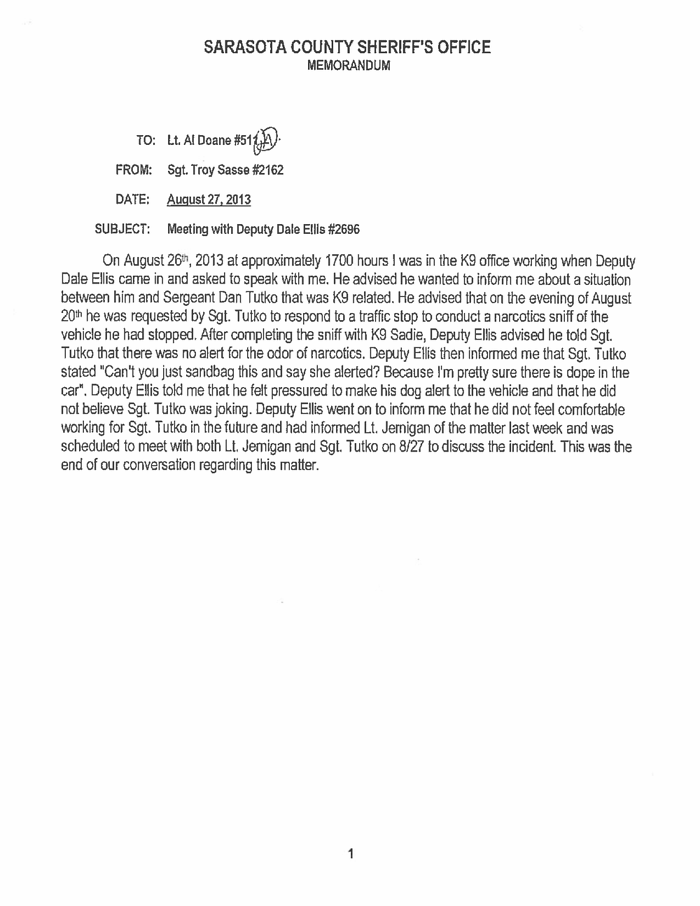 SARASOTA COUNTY SHERIFF'S OFFICE
MEMORANDUM
TO: Lt. Al Doane #511
FROM: Sgt. Troy Sasse #2162
DATE: August 27, 2013
SUBJECT: Meeting with Deputy Dale Ellis #2696
On August 26th, 2013 at approximately 1700 hours I was in the K9 office working when Deputy
Dale Ellis came in and asked to speak with me. He advised he wanted to inform me about a situation
between him and Sergeant Dan Tutko that was K9 related. He advised that on the evening of August
20th he was requested by Sgt. Tutko to respond to a traffic stop to conduct a narcotics sniff of the
vehicle he had stopped. After completing the sniff with K9 Sadie, Deputy Ellis advised he told Sgt.
Tutko that there was no alert for the odor of narcotics. Deputy Ellis then informed me that Sgt. Tutko
stated "Can't you just sandbag this and say she alerted? Because I'm pretty sure there is dope in the
car". Deputy Ellis told me that he felt pressured to make his dog alert to the vehicle and that he did
not believe Sgt. Tutko was joking. Deputy Ellis went on to inform me that he did not feel comfortable
working for Sgt. Tutko in the future and had informed Lt. Jernigan of the matter last week and was
scheduled to meet with both Lt. Jernigan and Sgt. Tutko on 8/27 to discuss the incident. This was the
end of our conversation regarding this matter.
1